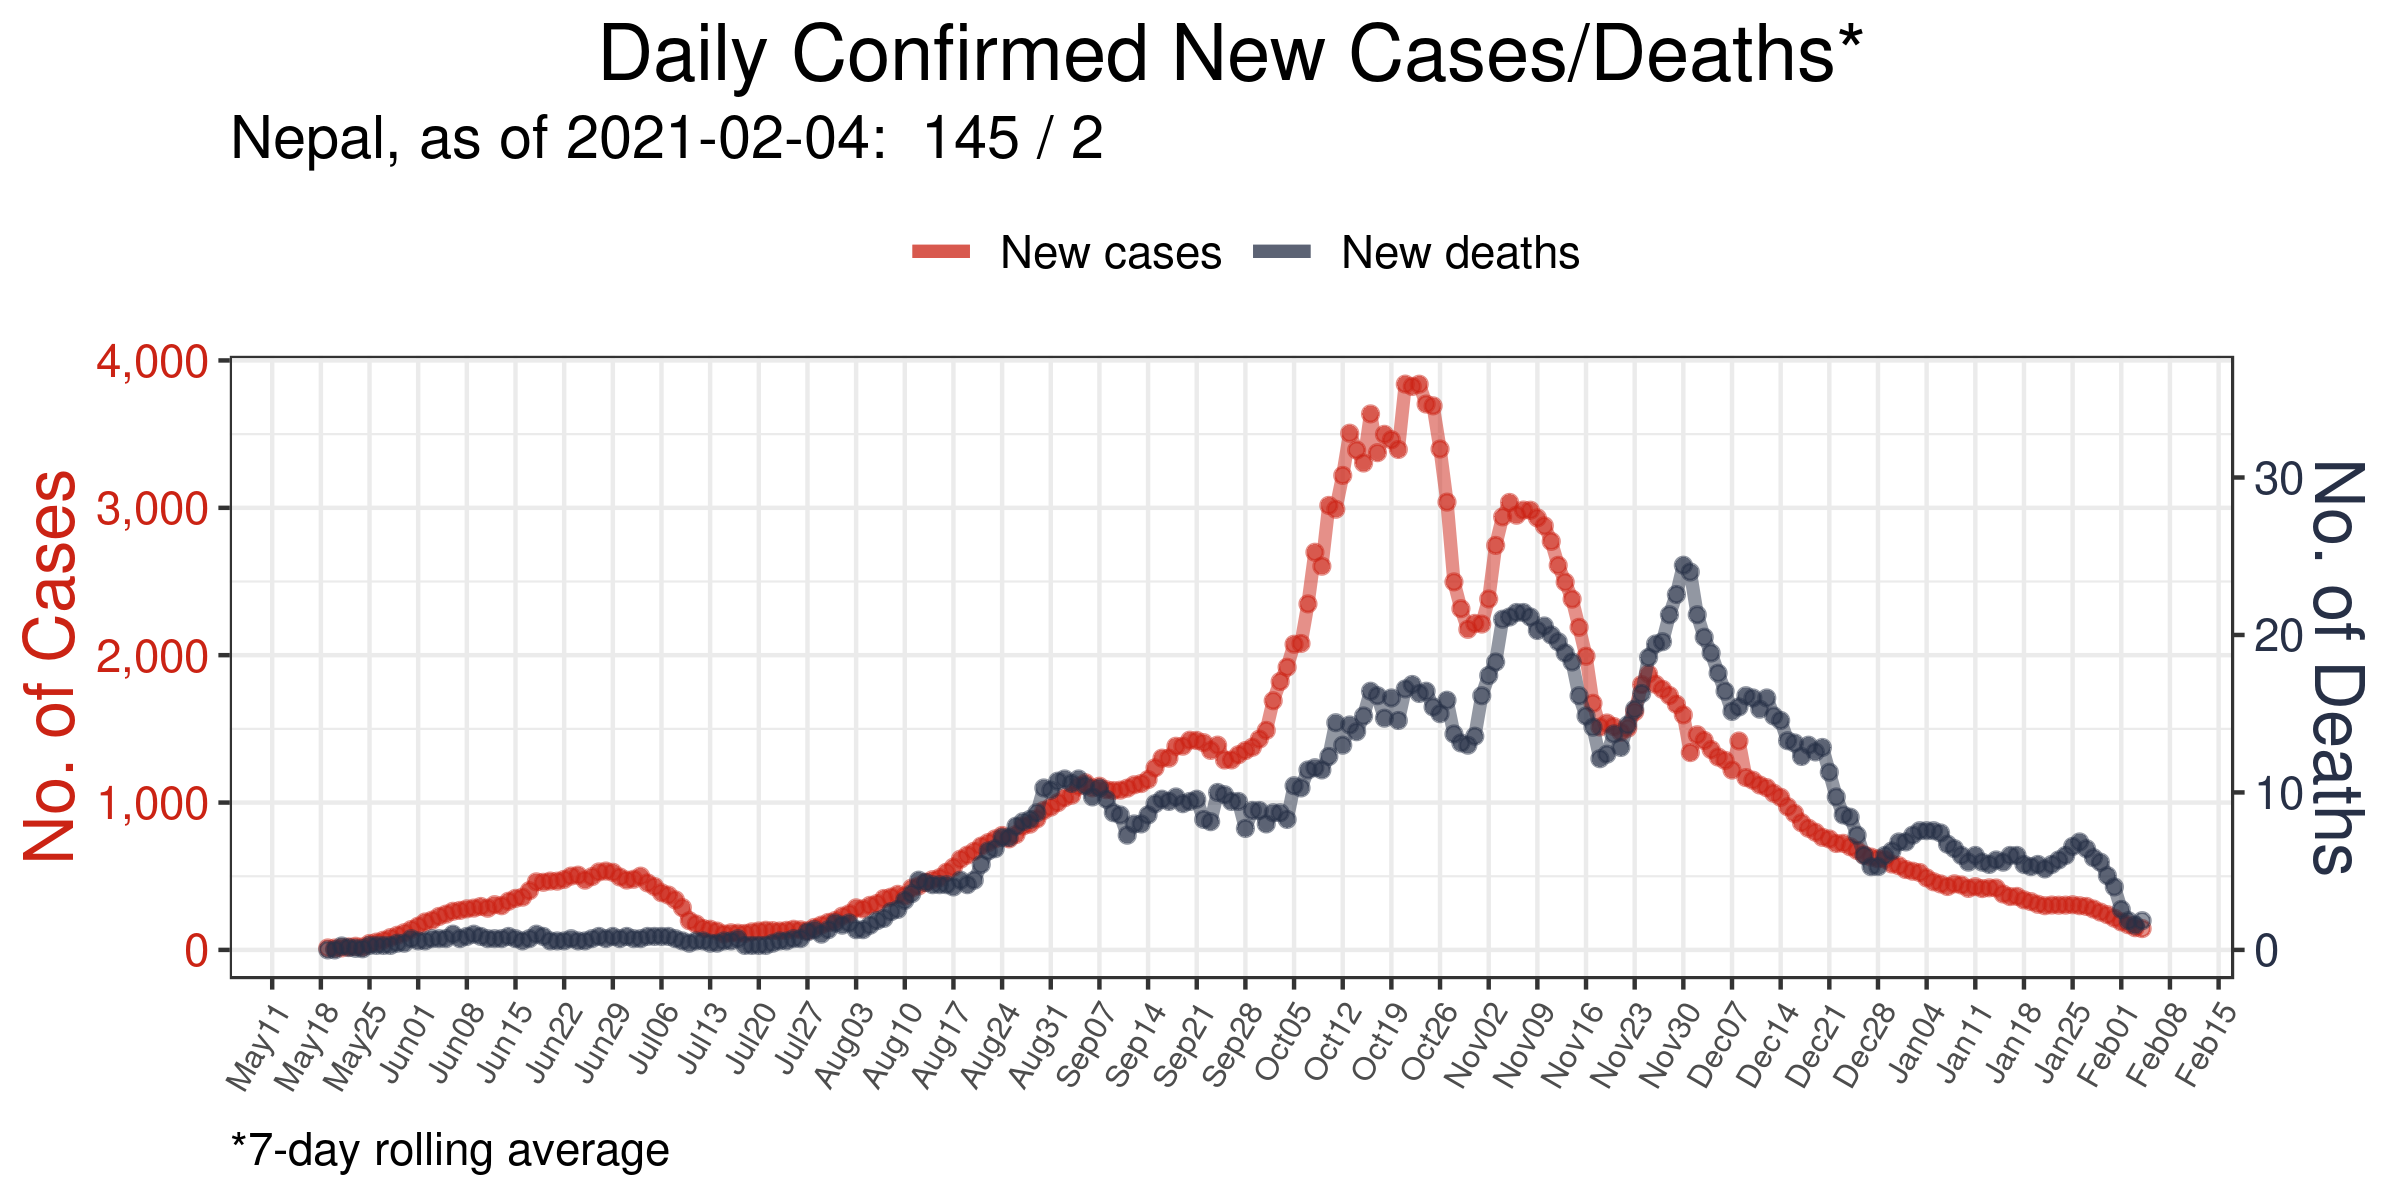 Daily Confirmed New Cases/Deaths*
Nepal, as of 2021-02-04:  145 / 2
New cases New deaths
No. of Cases
4,000
3,000
2,000
1,000
0
No. of Deaths
30
20
10
0
May11 May18 May25 Jun01 Jun08 Jun15 Jun22 Jun29 Jul06 Jul13 Jul20 Jul27 Aug03 Aug10 Aug17 Aug24 Aug31 Sep07 Sep14 Sep21 Sep28 Oct05 Oct12 Oct19 Oct26 Nov02 Nov09 Nov16 Nov23 Nov30 Dec07 Dec14 Dec21 Dec28 Jan04 Jan11 Jan18 Jan25 Feb01 Feb08 Feb15
*7-day rolling average